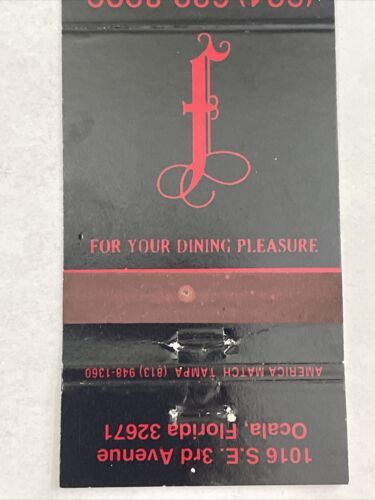 f
FOR YOUR DINING PLEASURE
AMERICA MATCH TAMPA (813) 948-1360
1016 S.E. 3rd Avenue
Ocala, Florida 32671